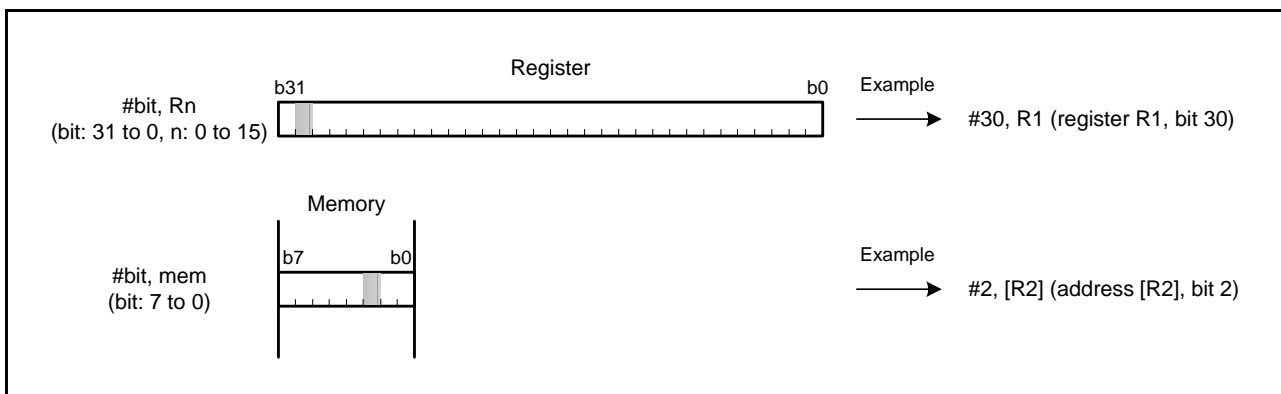 Register
b31 b0
#bit, Rn
(bit: 31 to 0, n: 0 to 15)
Example
#30, R1 (register R1, bit 30)
Memory
b7 b0
#bit, mem
(bit: 7 to 0)
Example
#2, [R2] (address [R2], bit 2)